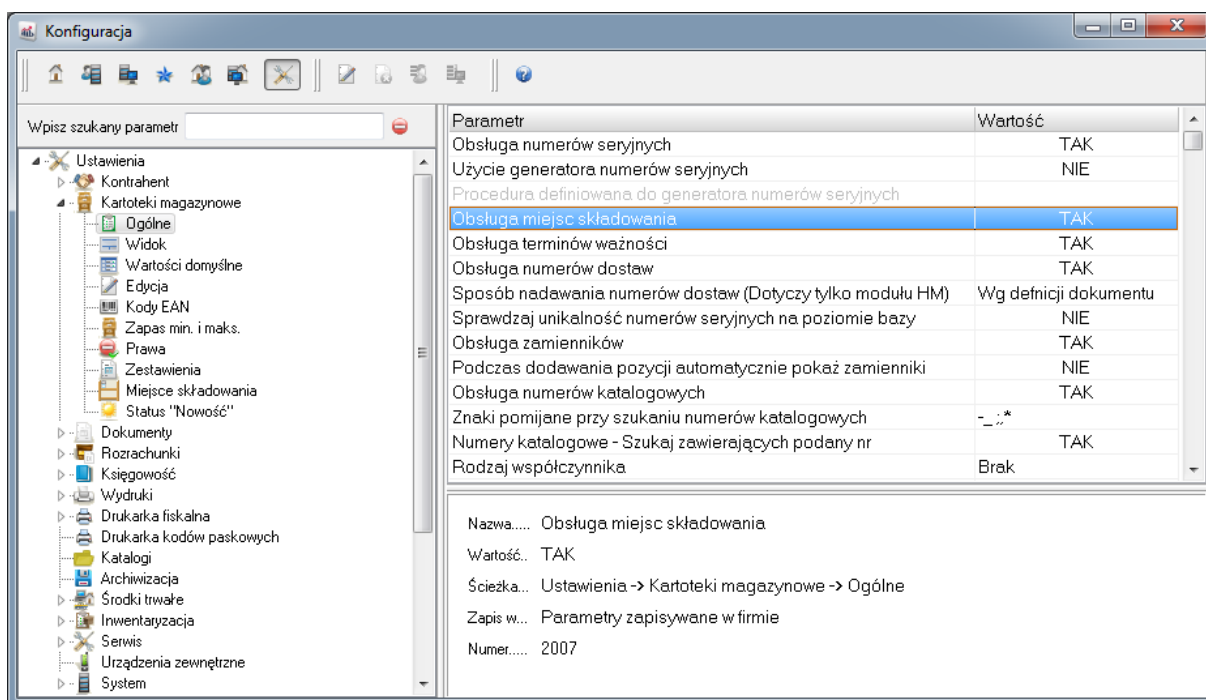 Konfiguracja
Wpisz szukany parametr
Ustawienia
Kontrahent
Kartoteki magazynowe
Ogólne
Widok
Wartości domyślne
Edycja
Kody EAN
Zapas min. i maks.
Prawa
Zestawienia
Miejsce składowania
Status "Nowość"
Dokumenty
Rozrachunki
Księgowość
Wydruki
Drukarka fiskalna
Drukarka kodów paskowych
Katalogi
Archiwizacja
Środki trwałe
Inwentaryzacja
Serwis
Urządzenia zewnętrzne
System
Parametr Wartość
Obsługa numerów seryjnych TAK
Użycie generatora numerów seryjnych NIE
Procedura definiowana do generatora numerów seryjnych
Obsługa miejsc składowania TAK
Obsługa terminów ważności TAK
Obsługa numerów dostaw TAK
Sposób nadawania numerów dostaw (Dotyczy tylko modułu HM) Wg defnicji dokumentu
Sprawdzaj unikalność numerów seryjnych na poziomie bazy NIE
Obsługa zamienników TAK
Podczas dodawania pozycji automatycznie pokaż zamienniki NIE
Obsługa numerów katalogowych TAK
Znaki pomijane przy szukaniu numerów katalogowych -_ ;,*
Numery katalogowe - Szukaj zawierających podany nr TAK
Rodzaj współczynnika Brak
Nazwa..... Obsługa miejsc składowania
Wartość.. TAK
Ścieżka... Ustawienia -> Kartoteki magazynowe -> Ogólne
Zapis w... Parametry zapisywane w firmie
Numer..... 2007